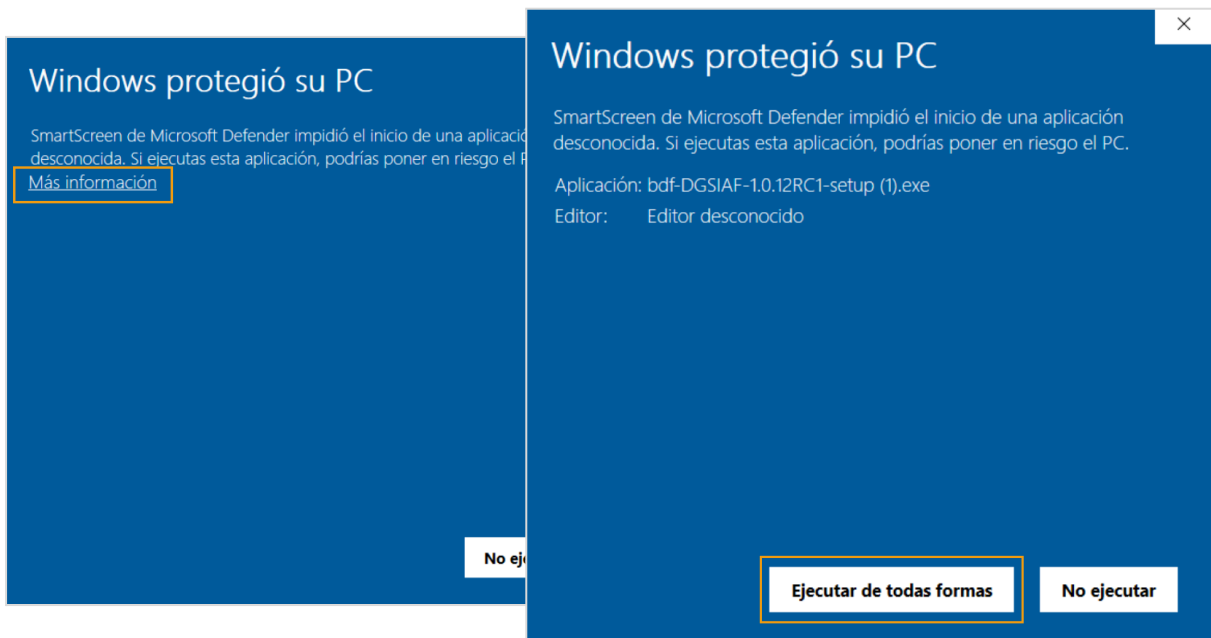 Windows protegió su PC
SmartScreen de Microsoft Defender impidió el inicio de una
desconocida. Si ejecutas esta aplicación, podrías poner en riesgo el
Más información
No
Windows protegió su PC
SmartScreen de Microsoft Defender impidió el inicio de una aplicación
desconocida. Si ejecutas esta aplicación, podrías poner en riesgo el PC.
Aplicación: bdf-DGSIAF-1.0.12RC1-setup (1).exe
Editor: Editor desconocido
Ejecutar de todas formas
No ejecutar